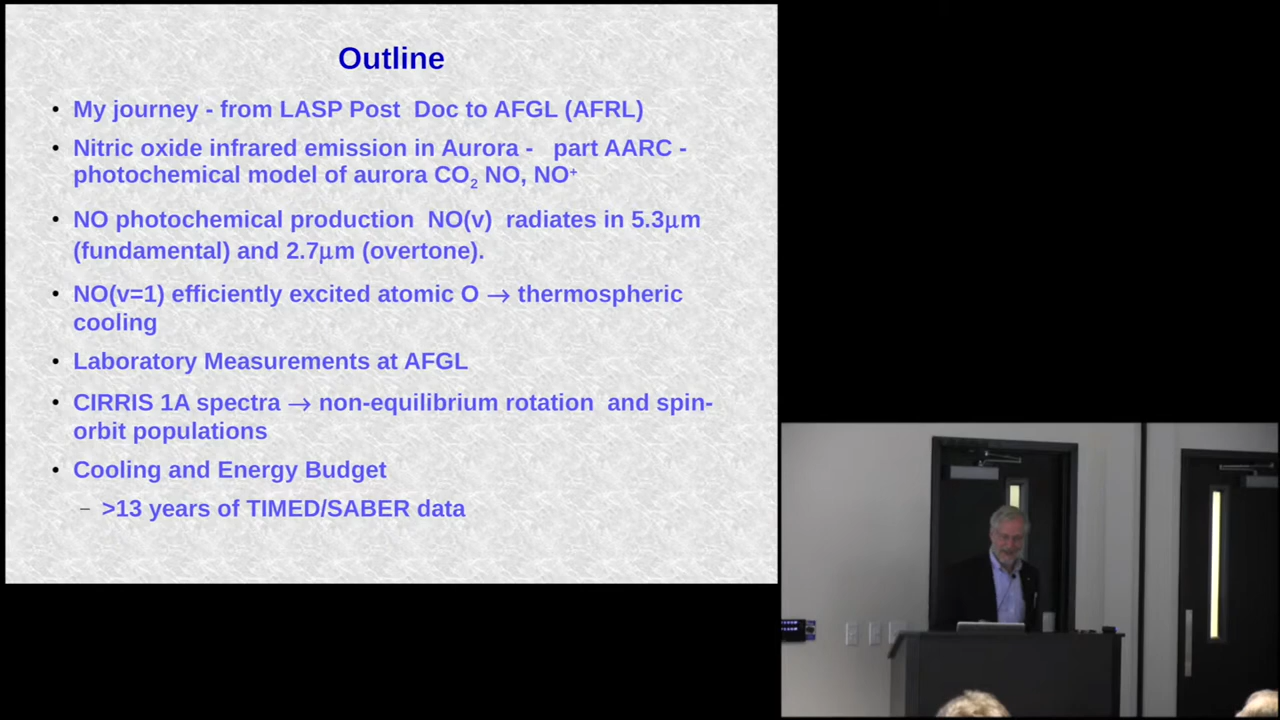 Outline
• My journey - from LASP Post Doc to AFGL (AFRL)
• Nitric oxide infrared emission in Aurora - part AARC -
photochemical model of aurora CO₂ NO, NO⁺
• NO photochemical production NO(v) radiates in 5.3μm
(fundamental) and 2.7μm (overtone).
• NO(v=1) efficiently excited atomic O → thermospheric
cooling
• Laboratory Measurements at AFGL
• CIRRIS 1A spectra → non-equilibrium rotation and spin-
orbit populations
• Cooling and Energy Budget
– >13 years of TIMED/SABER data